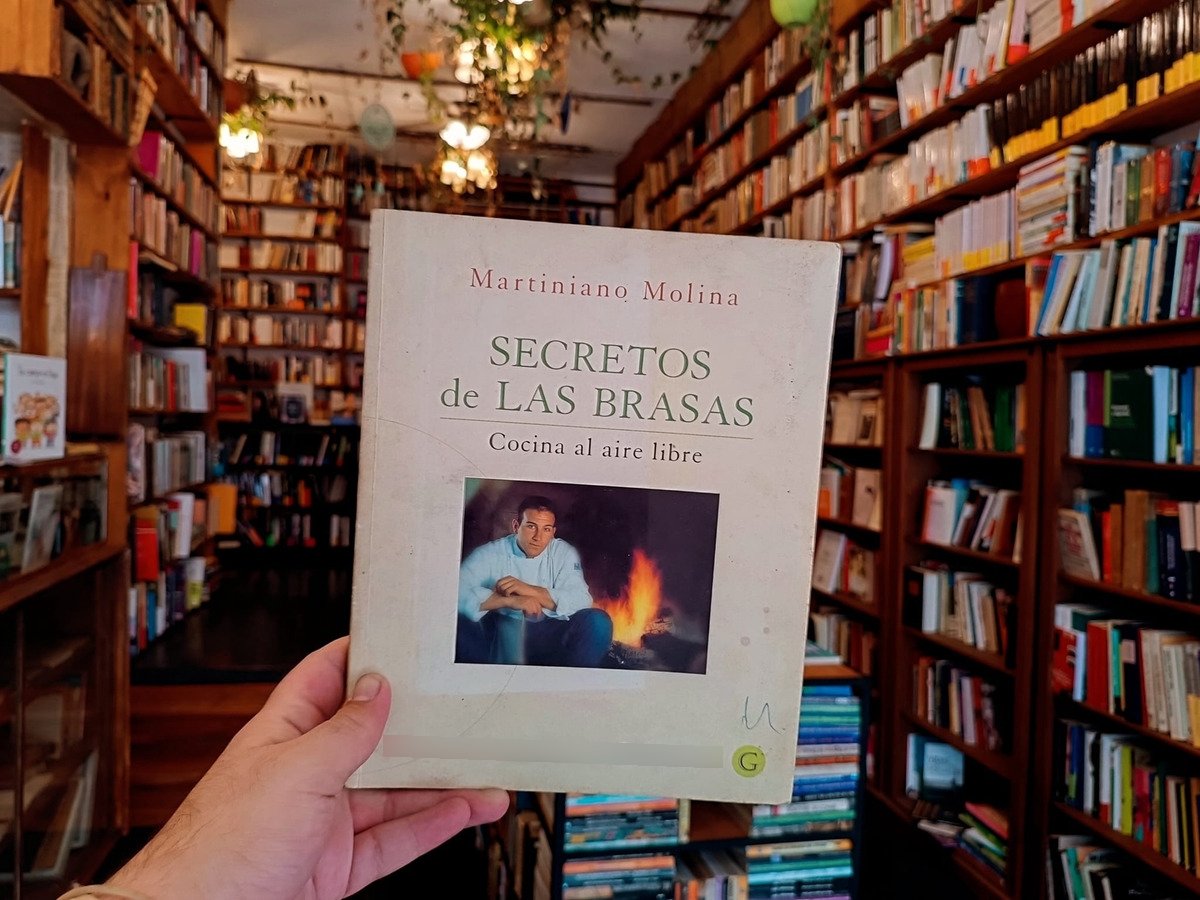 Martiniano Molina
SECRETOS
de LAS BRASAS
Cocina al aire libre
G